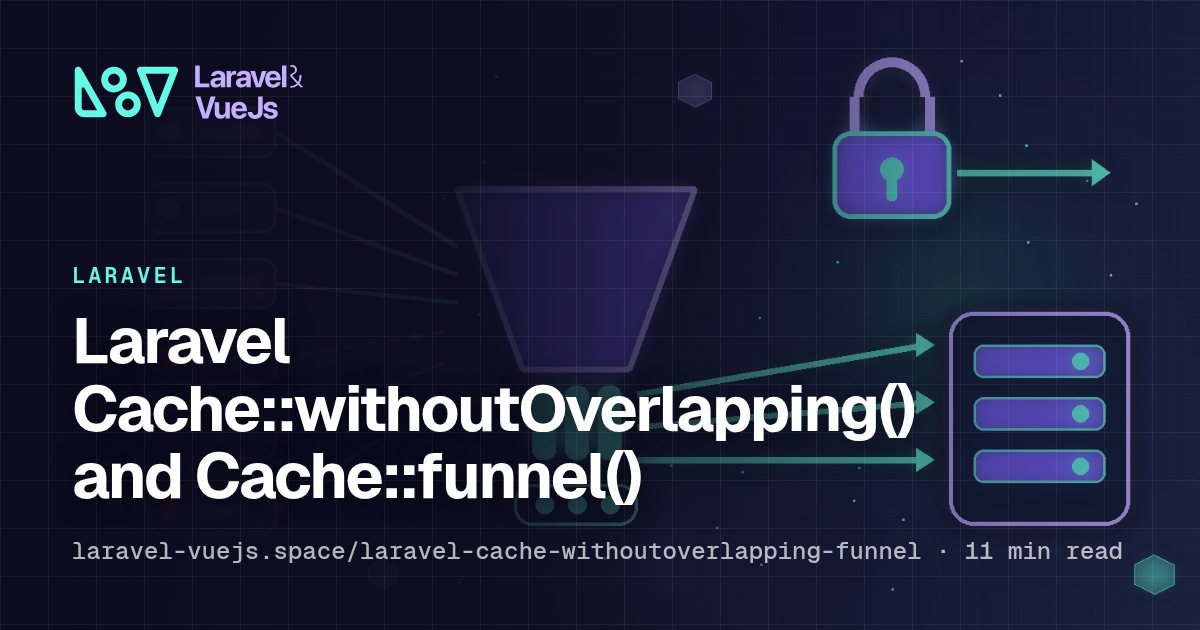 Laravel&
VueJs
LARAVEL
Laravel
Cache::withoutOverlapping()
and Cache::funnel()
laravel-vuejs.space/laravel-cache-withoutoverlapping-funnel · 11 min read